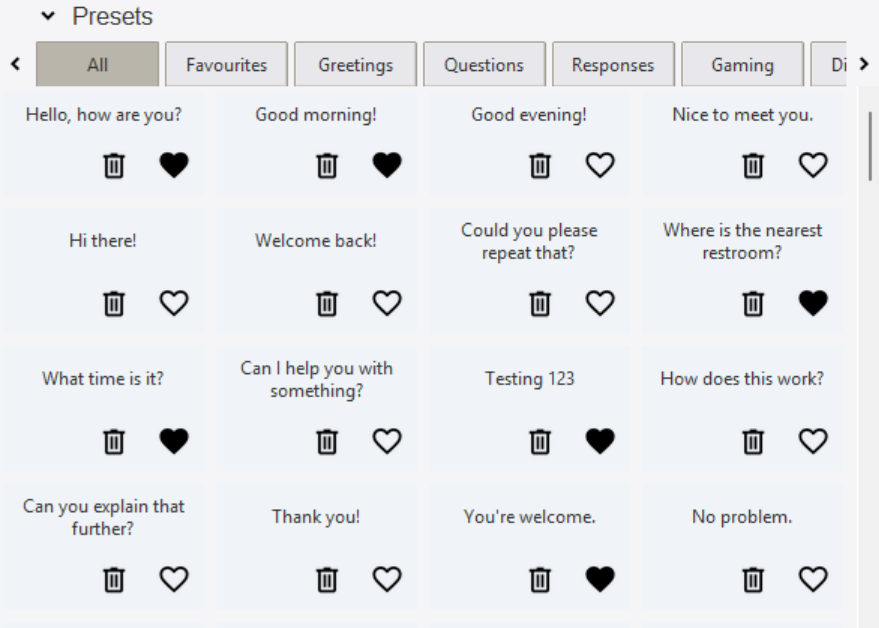 Presets
All
Favourites
Greetings
Questions
Responses
Gaming
Di
Hello, how are you?
Good morning!
Good evening!
Nice to meet you.
Hi there!
Welcome back!
Could you please
repeat that?
Where is the nearest
restroom?
What time is it?
Can I help you with
something?
Testing 123
How does this work?
Can you explain that
further?
Thank you!
You're welcome.
No problem.